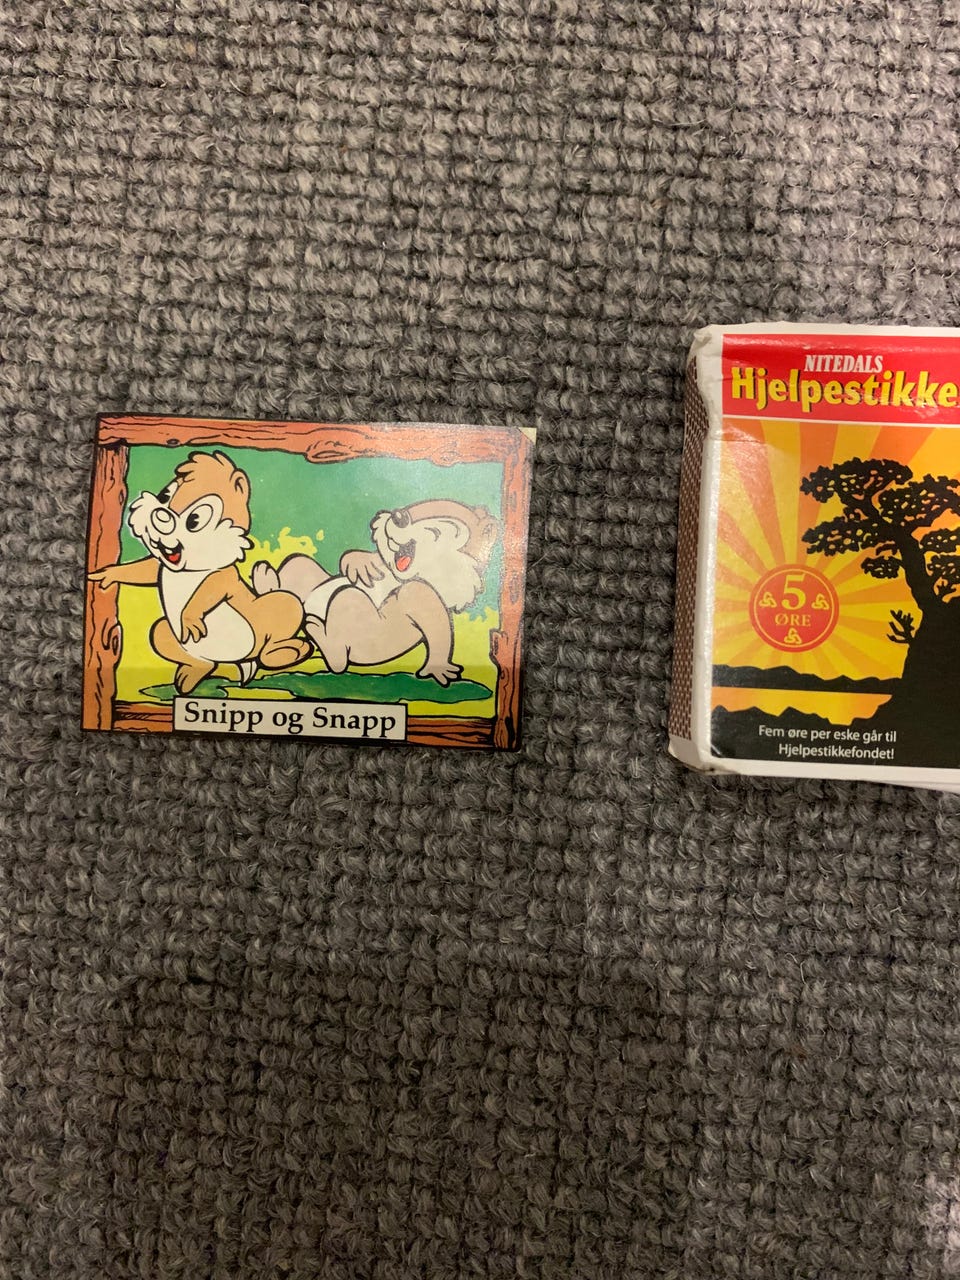 Snipp og Snapp
NITEDALS
Hjelpestikke
5
ØRE
Fem øre per eske går til
Hjelpestikkefondet!